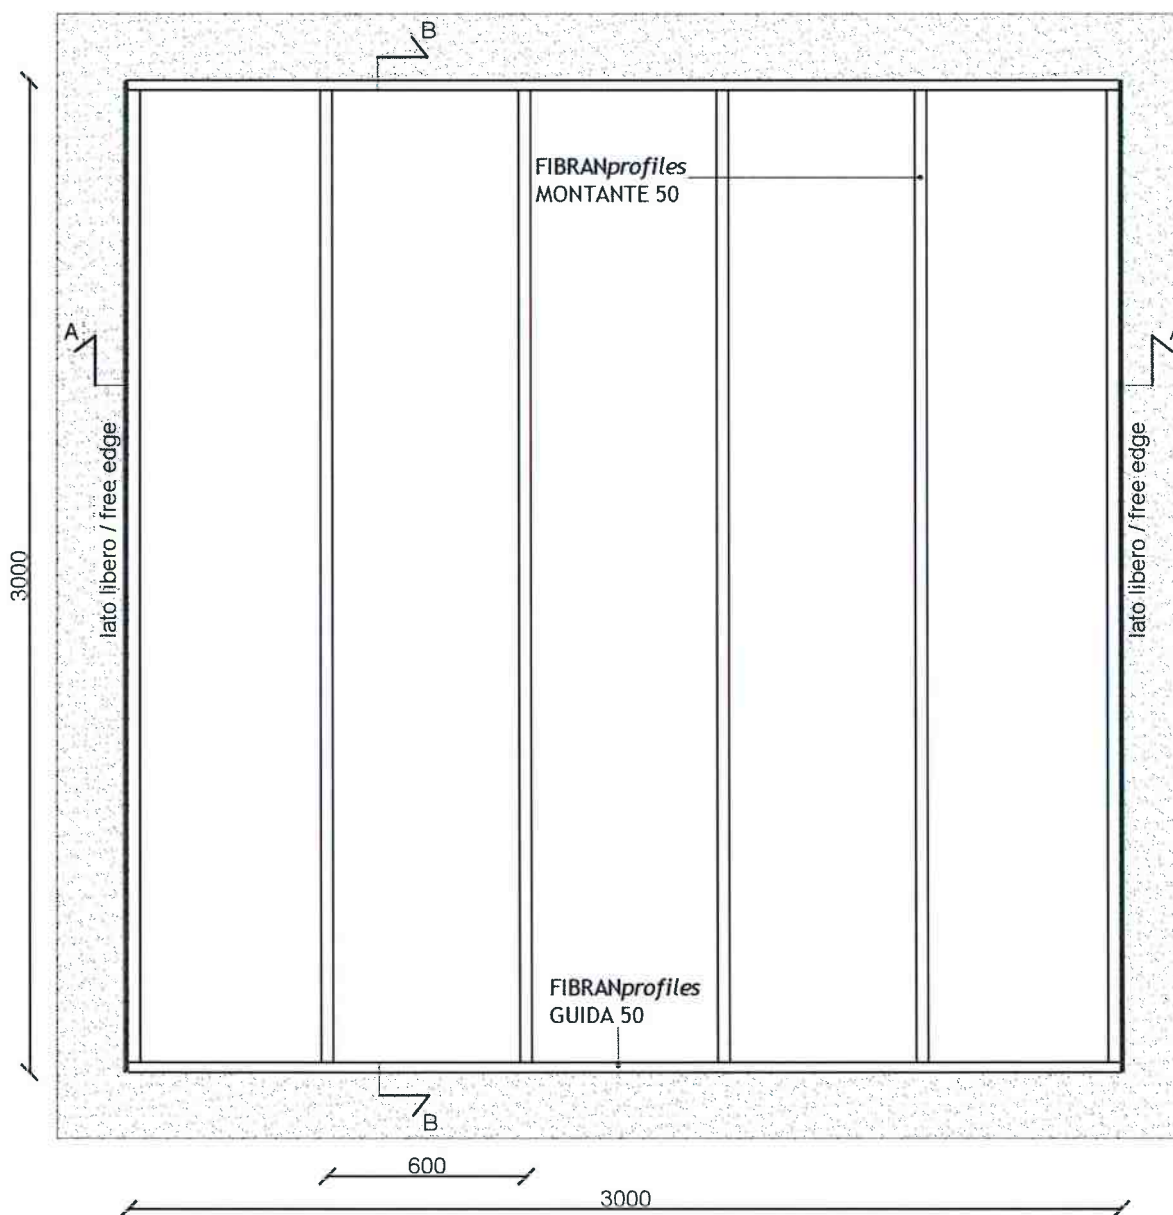 B
FIBRANprofiles
MONTANTE 50
A
lato libero / free edge
lato libero / free edge
3000
FIBRANprofiles
GUIDA 50
B
600
3000